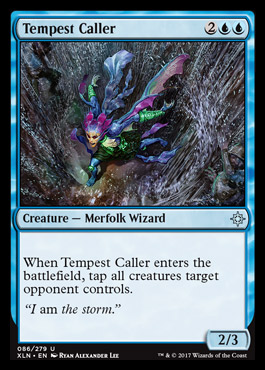 Tempest Caller 2
Creature — Merfolk Wizard
When Tempest Caller enters the
battlefield, tap all creatures target
opponent controls.
“I am the storm.”
2/3
086/279 U
XLN • EN RYAN ALEXANDER LEE
™ & © 2017 Wizards of the Coast